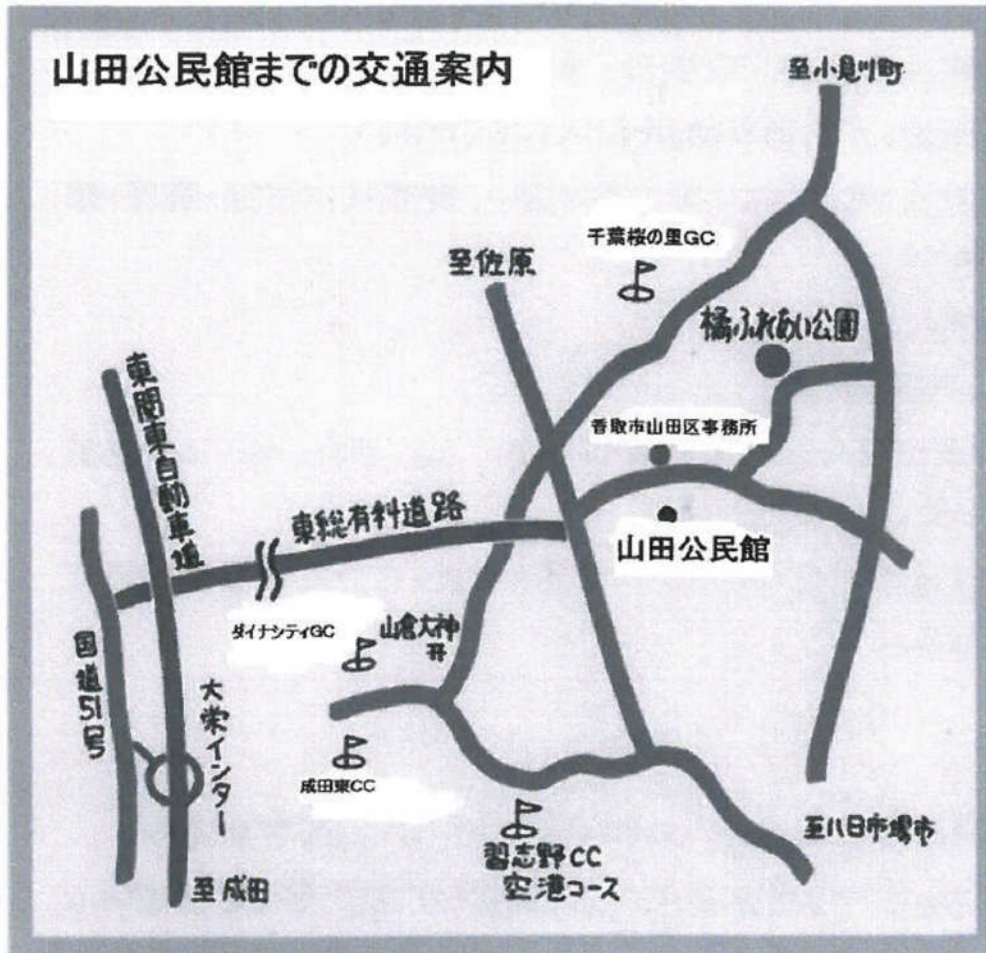 山田公民館までの交通案内
至小見川町
千葉桜の里GC
至佐原
橘ふれあい公園
東関東自動車道
香取市山田区事務所
東総有料道路
山田公民館
ダイナシティGC
山倉大神
国道51号
大栄インター
成田東CC
習志野CC
空港コース
至八日市場市
至成田